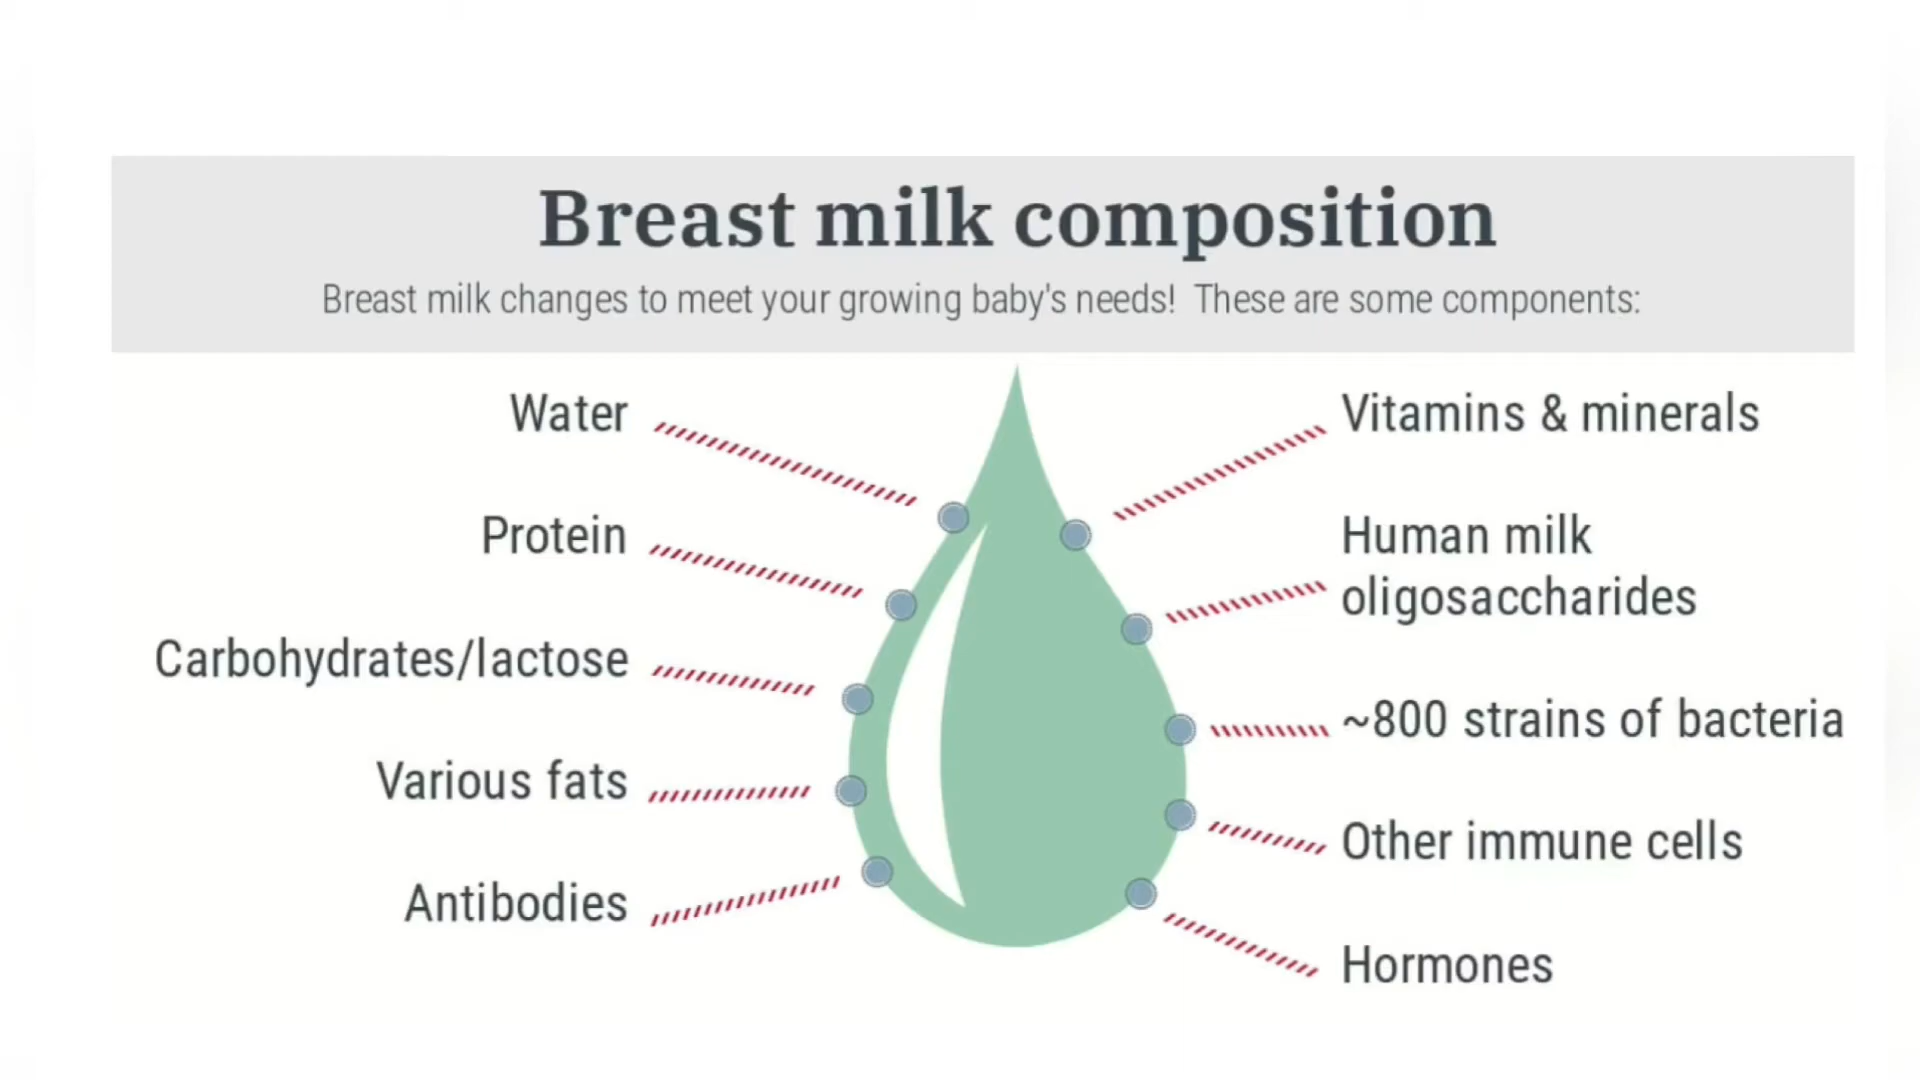 Breast milk composition
Breast milk changes to meet your growing baby's needs! These are some components:
Water
Protein
Carbohydrates/lactose
Various fats
Antibodies
Vitamins & minerals
Human milk
oligosaccharides
~800 strains of bacteria
Other immune cells
Hormones